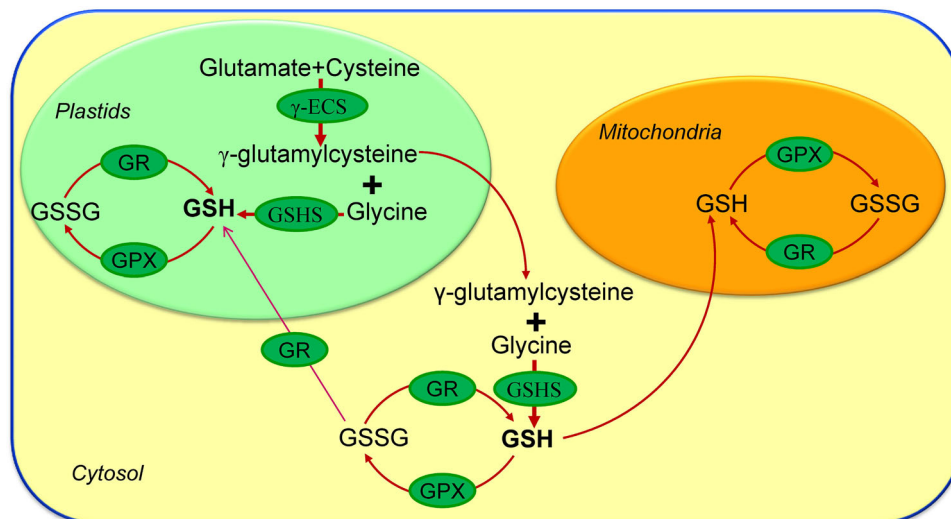 Glutamate+Cysteine
Plastids
γ-ECS
γ-glutamylcysteine
GR
+
GSSG
GSH
GSHS
Glycine
GPX
Mitochondria
GPX
GSH
GSSG
GR
γ-glutamylcysteine
+
Glycine
GR
GR
GSHS
GSSG
GSH
GPX
Cytosol